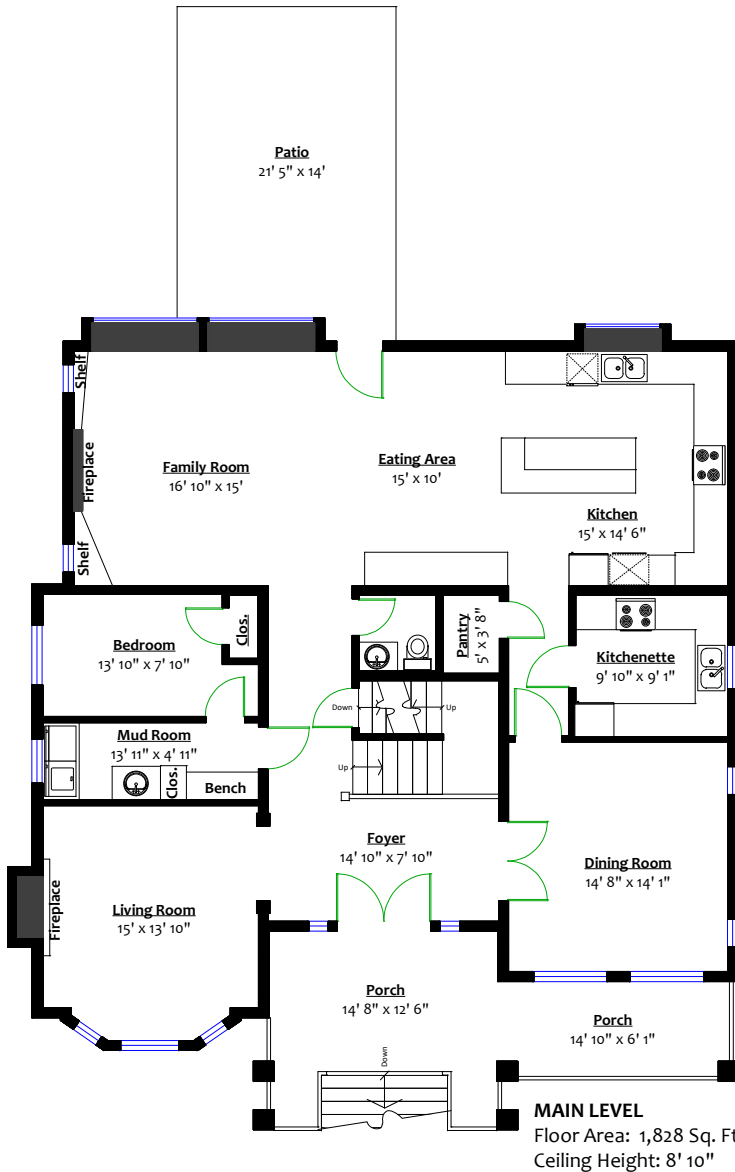 Patio
21' 5" x 14'
Shelf
Fireplace
Shelf
Family Room
16' 10" x 15'
Eating Area
15' x 10'
Kitchen
15' x 14' 6"
Bedroom
13' 10" x 7' 10"
Clos.
Pantry
5' x 3' 8"
Kitchenette
9' 10" x 9' 1"
Down
Up
Mud Room
13' 11" x 4' 11"
Clos.
Bench
Up
Foyer
14' 10" x 7' 10"
Dining Room
14' 8" x 14' 1"
Fireplace
Living Room
15' x 13' 10"
Porch
14' 8" x 12' 6"
Porch
14' 10" x 6' 1"
Down
MAIN LEVEL
Floor Area: 1,828 Sq. Ft
Ceiling Height: 8' 10"